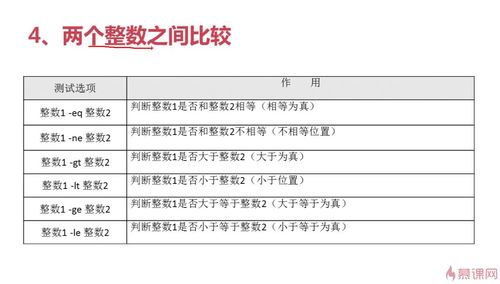 4、两个整数之间比较
测试选项 作 用
整数1 -eq 整数2 判断整数1是否和整数2相等（相等为真）
整数1 -ne 整数2 判断整数1是否和整数2不相等（不相等位置）
整数1 -gt 整数2 判断整数1是否大于整数2（大于为真）
整数1 -lt 整数2 判断整数1是否小于整数2（小于位置）
整数1 -ge 整数2 判断整数1是否大于等于整数2（大于等于为真）
整数1 -le 整数2 判断整数1是否小于等于整数2（小于等于为真）
慕课网